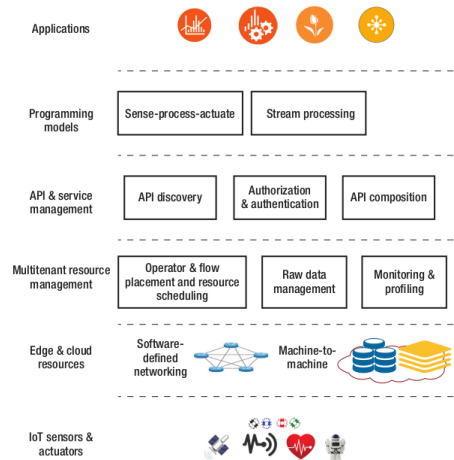 Applications
Programming
models
Sense-process-actuate
Stream processing
API & service
management
API discovery
Authorization
& authentication
API composition
Multitenant resource
management
Operator & flow
placement and resource
scheduling
Raw data
management
Monitoring &
profiling
Edge & cloud
resources
Software-
defined
networking
Machine-to-
machine
IoT sensors &
actuators